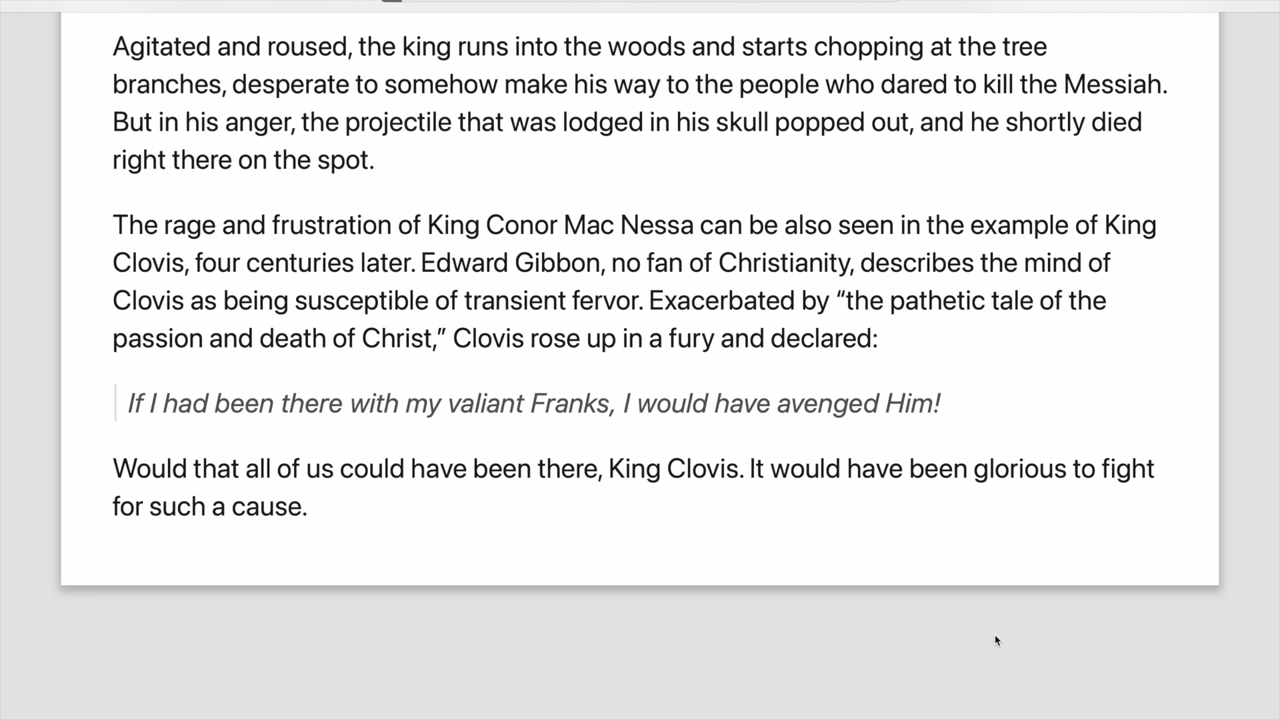 Agitated and roused, the king runs into the woods and starts chopping at the tree
branches, desperate to somehow make his way to the people who dared to kill the Messiah.
But in his anger, the projectile that was lodged in his skull popped out, and he shortly died
right there on the spot.
The rage and frustration of King Conor Mac Nessa can be also seen in the example of King
Clovis, four centuries later. Edward Gibbon, no fan of Christianity, describes the mind of
Clovis as being susceptible of transient fervor. Exacerbated by “the pathetic tale of the
passion and death of Christ,” Clovis rose up in a fury and declared:
If I had been there with my valiant Franks, I would have avenged Him!
Would that all of us could have been there, King Clovis. It would have been glorious to fight
for such a cause.